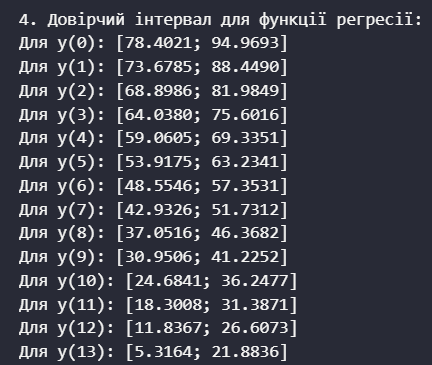 4. Довірчий інтервал для функції регресії:
Для y(0): [78.4021; 94.9693]
Для y(1): [73.6785; 88.4490]
Для y(2): [68.8986; 81.9849]
Для y(3): [64.0380; 75.6016]
Для y(4): [59.0605; 69.3351]
Для y(5): [53.9175; 63.2341]
Для y(6): [48.5546; 57.3531]
Для y(7): [42.9326; 51.7312]
Для y(8): [37.0516; 46.3682]
Для y(9): [30.9506; 41.2252]
Для y(10): [24.6841; 36.2477]
Для y(11): [18.3008; 31.3871]
Для y(12): [11.8367; 26.6073]
Для y(13): [5.3164; 21.8836]